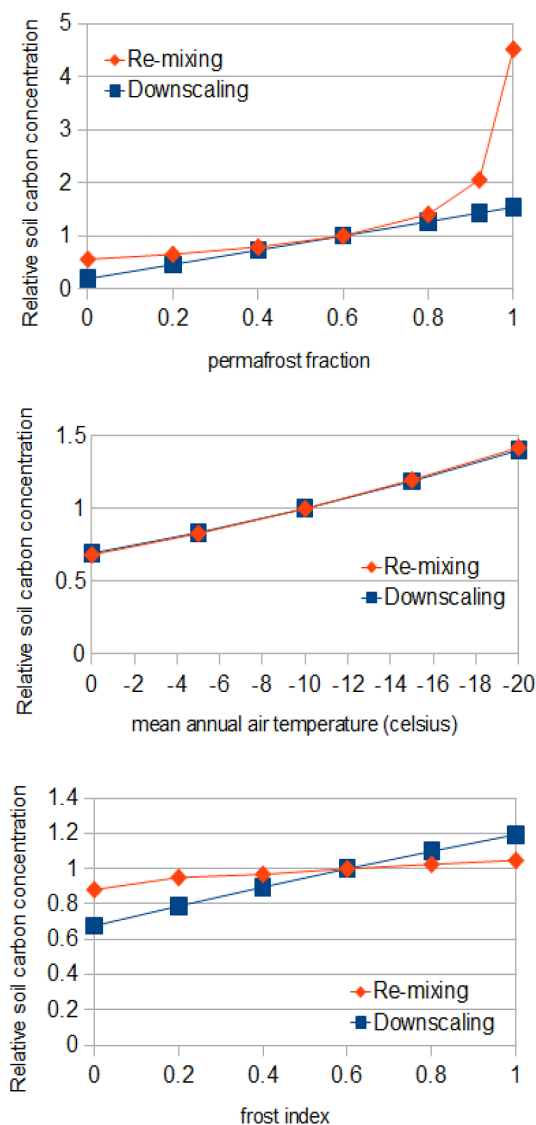 Relative soil carbon concentration
5
4
3
2
1
0
Re-mixing
Downscaling
0 0.2 0.4 0.6 0.8 1
permafrost fraction
Relative soil carbon concentration
1.5
1
0.5
0
Re-mixing
Downscaling
0 -2 -4 -6 -8 -10 -12 -14 -16 -18 -20
mean annual air temperature (celsius)
Relative soil carbon concentration
1.4
1.2
1
0.8
0.6
0.4
0.2
0
Re-mixing
Downscaling
0 0.2 0.4 0.6 0.8 1
frost index